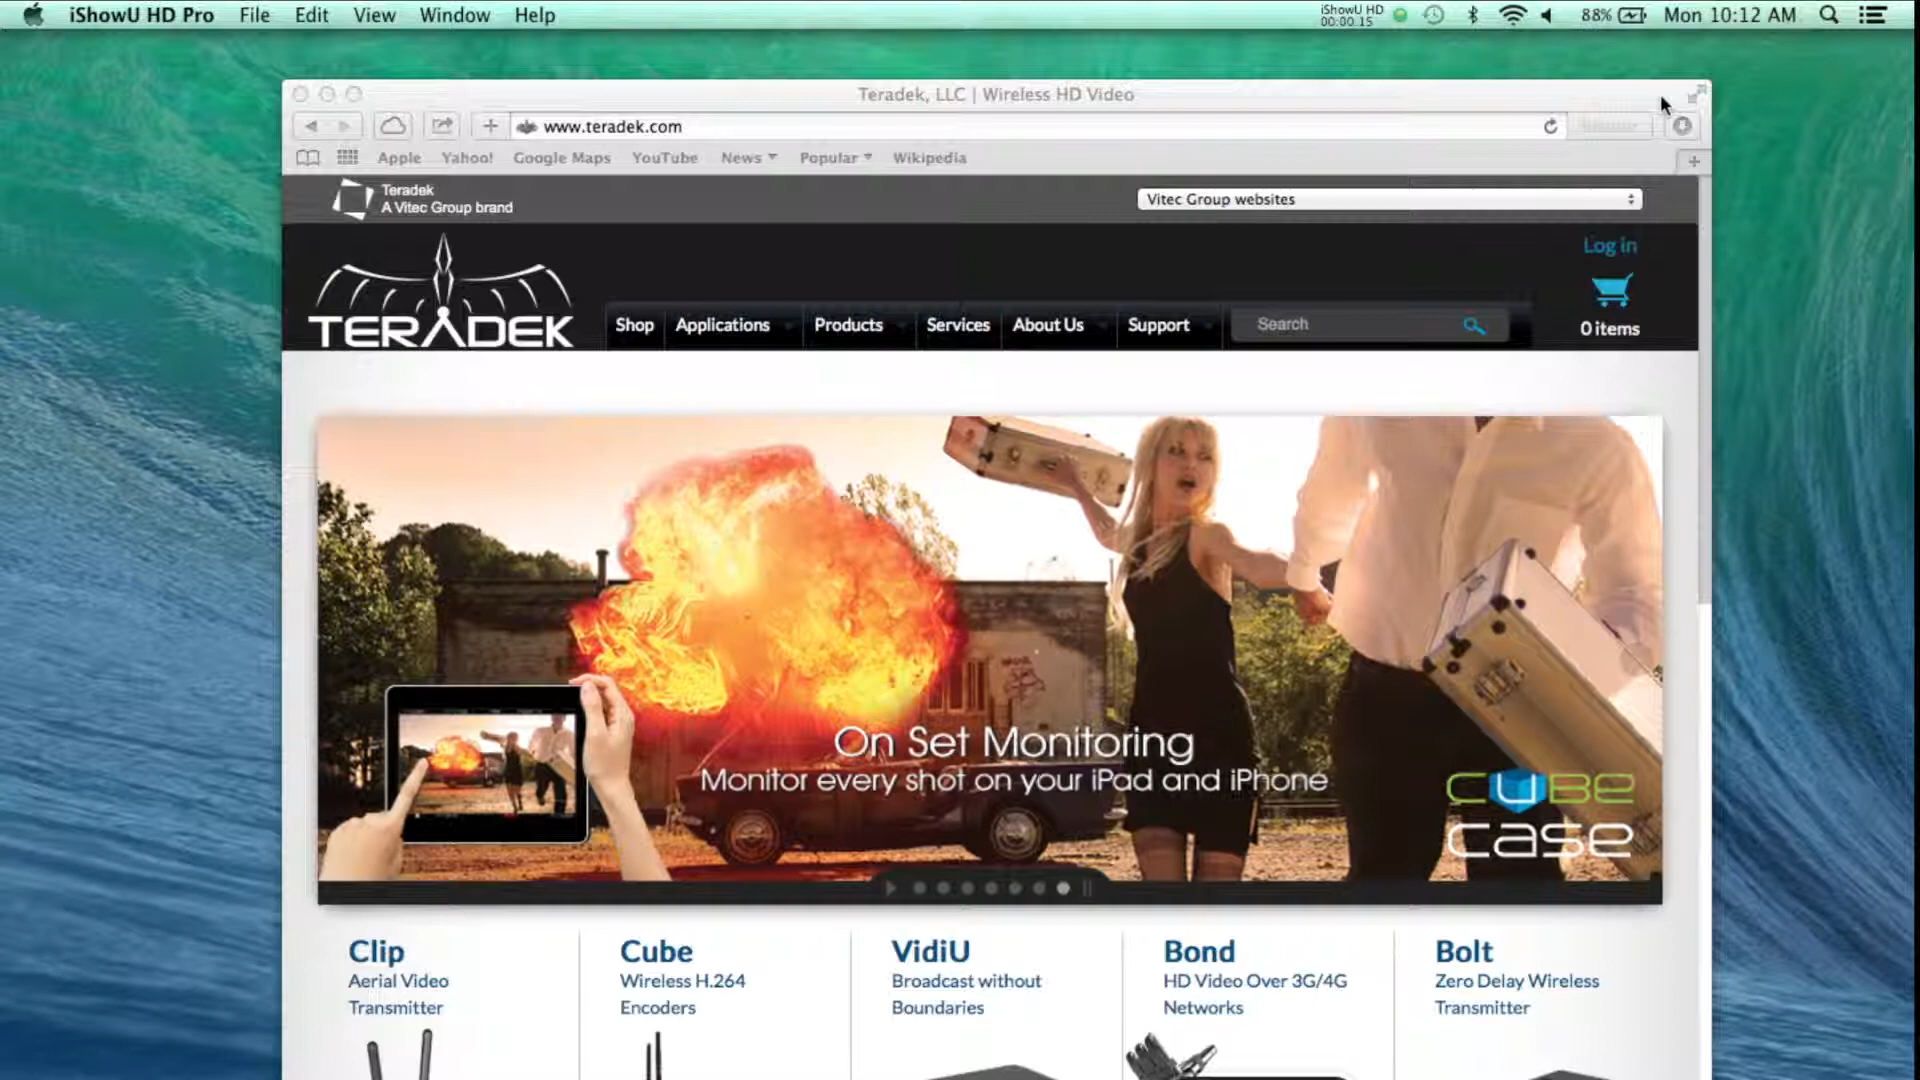 iShowU HD Pro File Edit View Window Help
iShowU HD
00:00.15
88% Mon 10:12 AM
Teradek, LLC | Wireless HD Video
www.teradek.com
Apple Yahoo! Google Maps YouTube News Popular Wikipedia
Teradek
A Vitec Group brand
Vitec Group websites
Log in
TERADEK
Shop Applications Products Services About Us Support Search
0 items
On Set Monitoring
Monitor every shot on your iPad and iPhone
CUBE
CASE
Clip
Aerial Video
Transmitter
Cube
Wireless H.264
Encoders
VidiU
Broadcast without
Boundaries
Bond
HD Video Over 3G/4G
Networks
Bolt
Zero Delay Wireless
Transmitter